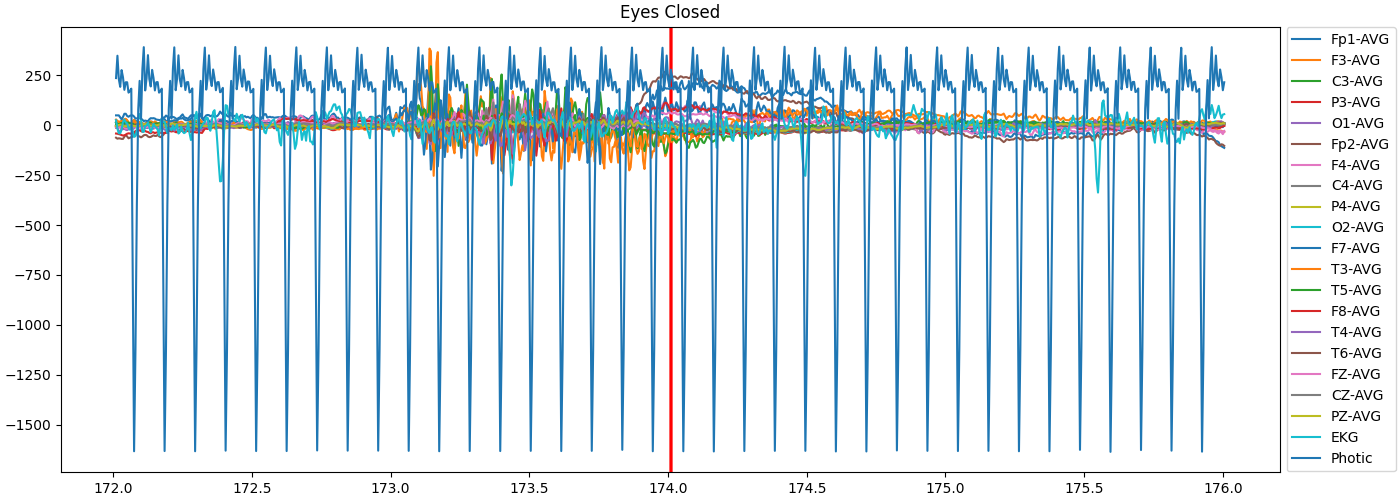 Eyes Closed
250
0
−250
−500
−750
−1000
−1250
−1500
172.0 172.5 173.0 173.5 174.0 174.5 175.0 175.5 176.0
Fp1-AVG
F3-AVG
C3-AVG
P3-AVG
O1-AVG
Fp2-AVG
F4-AVG
C4-AVG
P4-AVG
O2-AVG
F7-AVG
T3-AVG
T5-AVG
F8-AVG
T4-AVG
T6-AVG
FZ-AVG
CZ-AVG
PZ-AVG
EKG
Photic